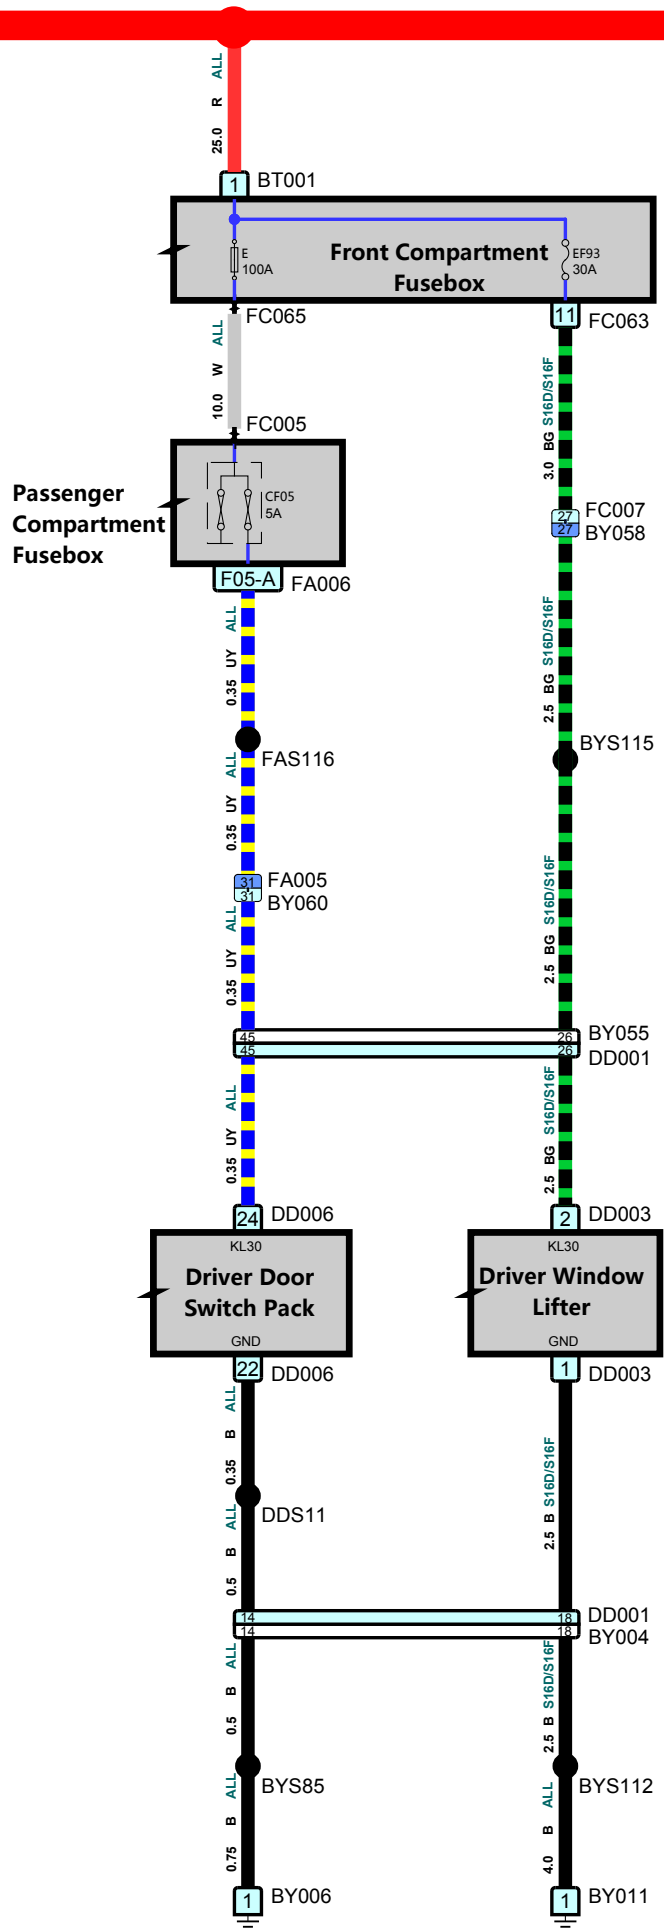 ALL
R
25.0
1 BT001
E
100A
Front Compartment
Fusebox
EF93
30A
FC065
11 FC063
ALL
W
10.0
S16D/S16F
BG
3.0
FC005
Passenger
Compartment
Fusebox
CF05
5A
27 FC007
27 BY058
F05-A FA006
ALL
UY
0.35
S16D/S16F
BG
2.5
FAS116
BYS115
ALL
UY
0.35
31 FA005
31 BY060
S16D/S16F
BG
2.5
ALL
UY
0.35
45 26 BY055
45 26 DD001
ALL
UY
0.35
S16D/S16F
BG
2.5
24 DD006
2 DD003
KL30
Driver Door
Switch Pack
GND
KL30
Driver Window
Lifter
GND
22 DD006
1 DD003
ALL
B
0.35
S16D/S16F
B
2.5
DDS11
ALL
B
0.5
14 18 DD001
14 18 BY004
ALL
B
0.5
S16D/S16F
B
2.5
BYS85
BYS112
ALL
B
0.75
ALL
B
4.0
1 BY006
1 BY011